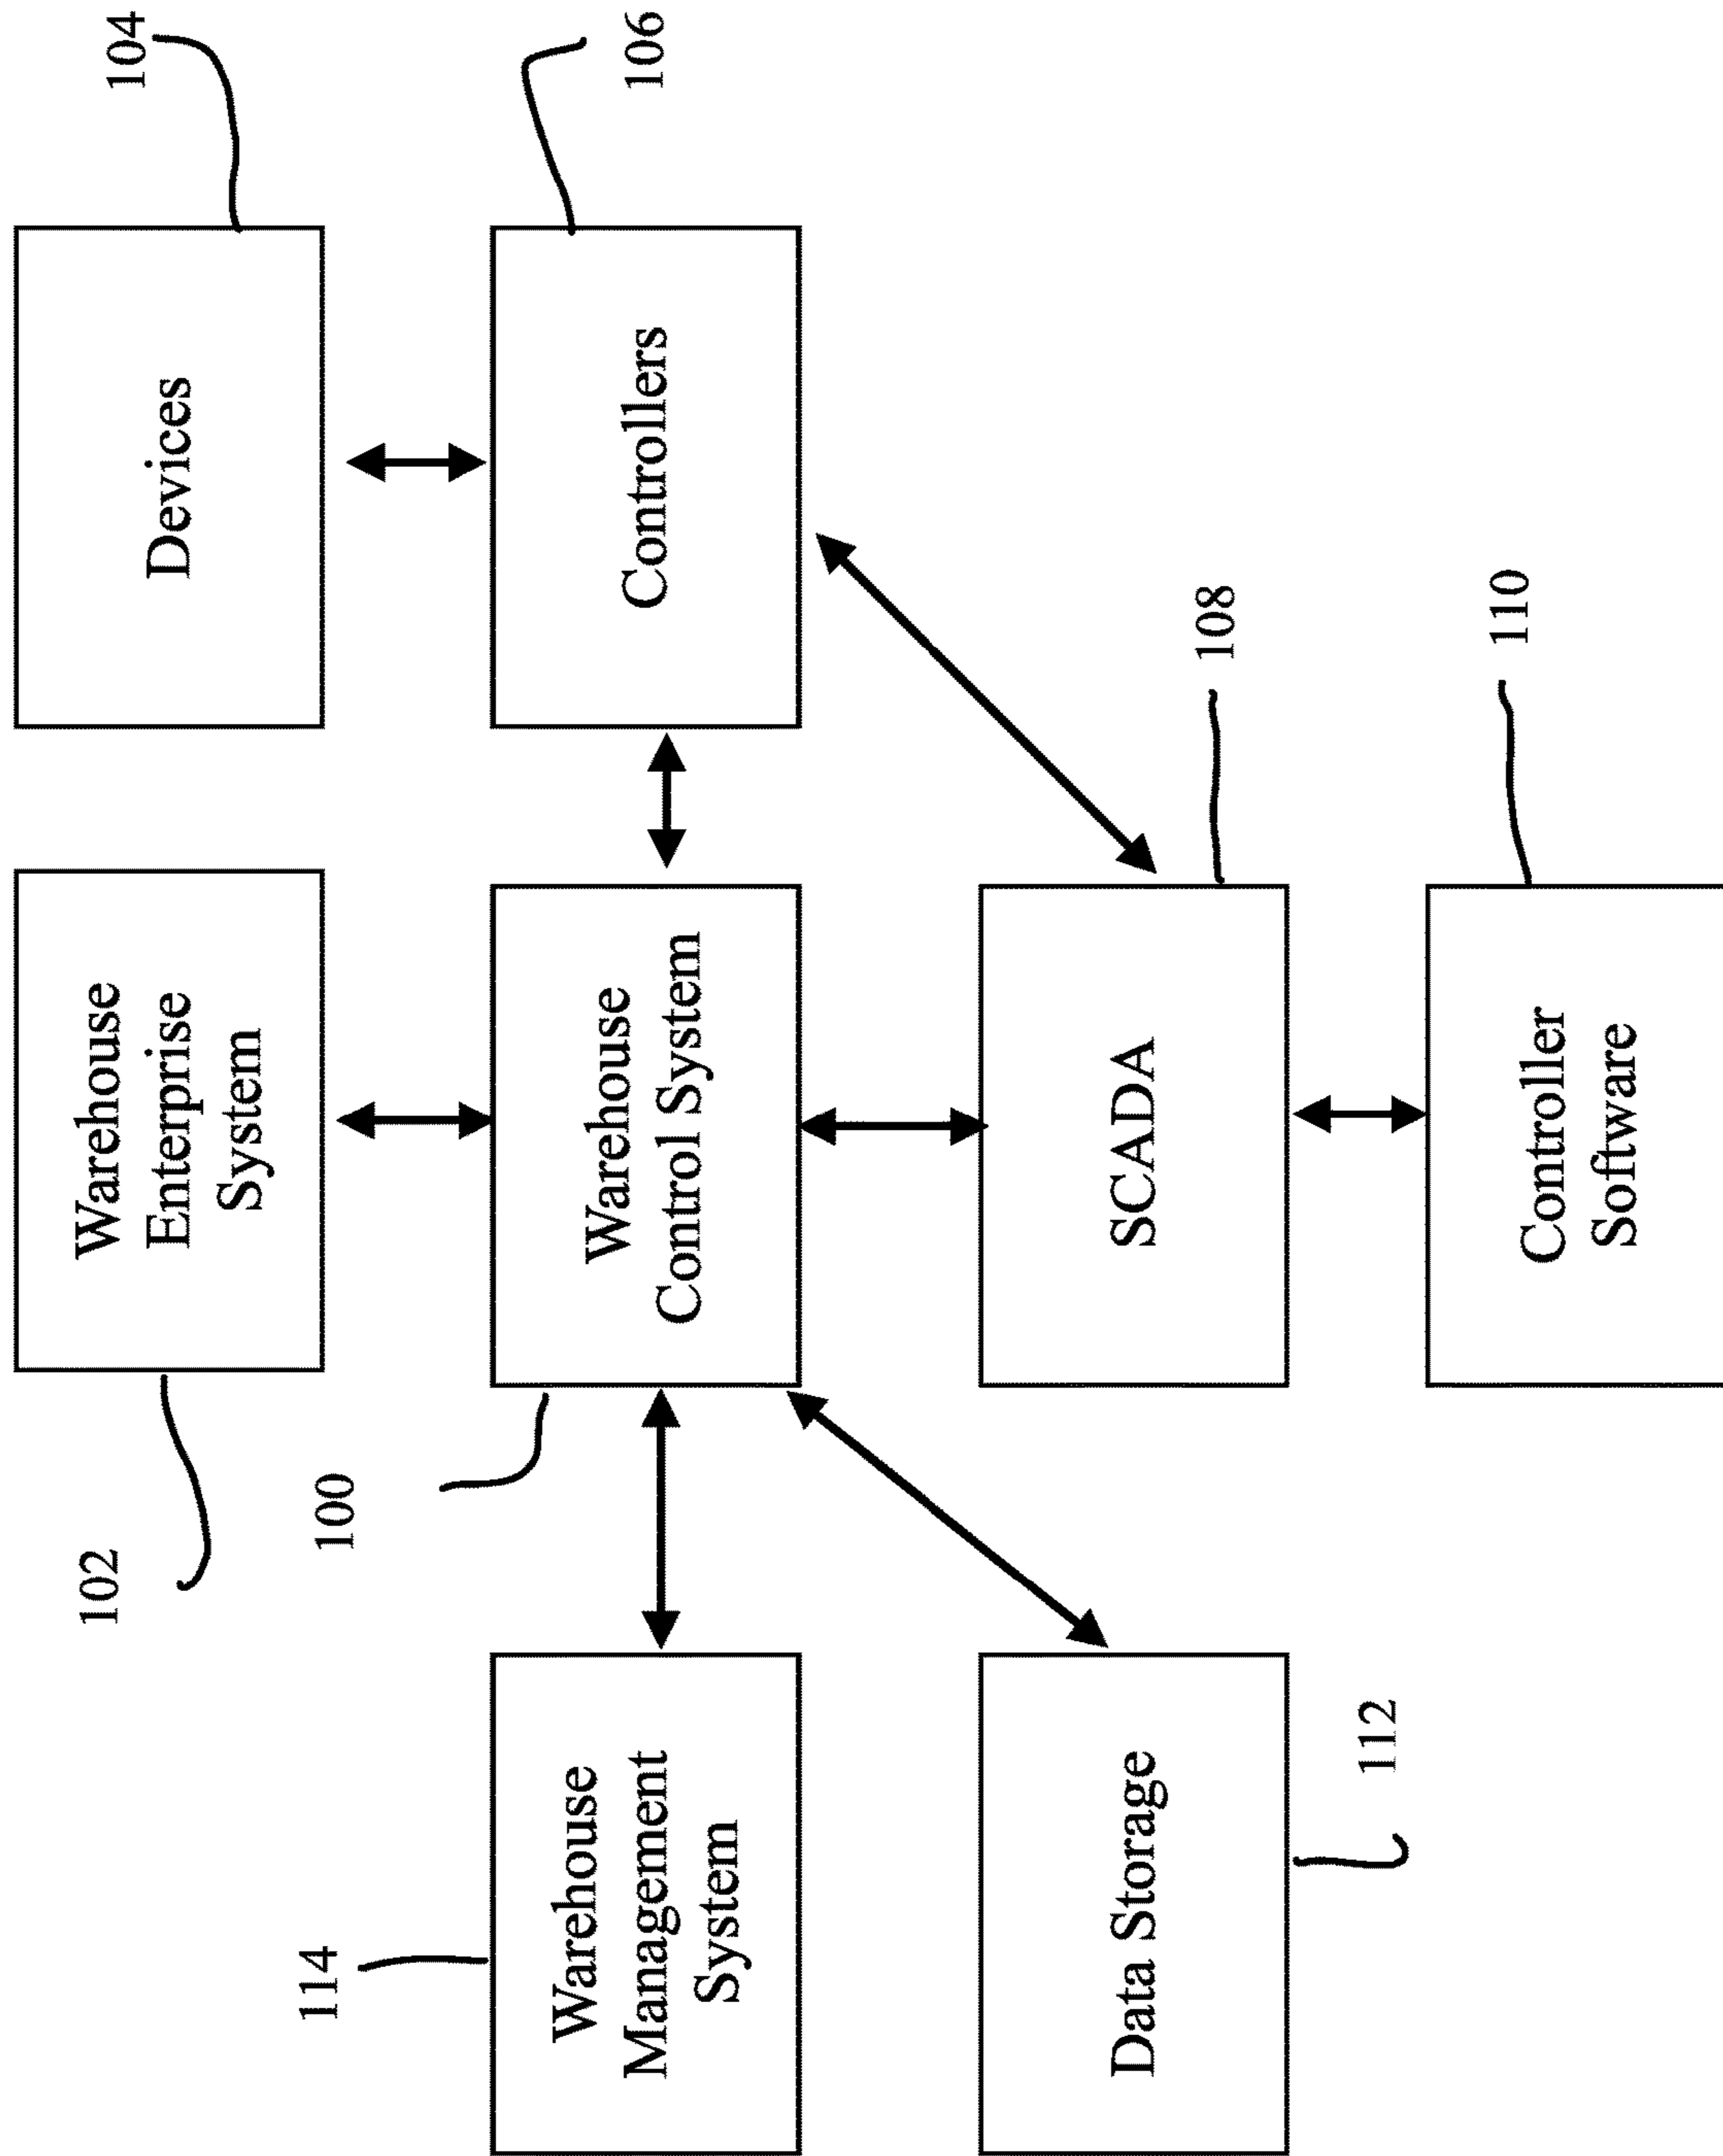 102
Warehouse
Enterprise
System
Devices
104
114
100
Warehouse
Management
System
Warehouse
Control System
Controllers
106
Data Storage
SCADA
108
112
Controller
Software
110